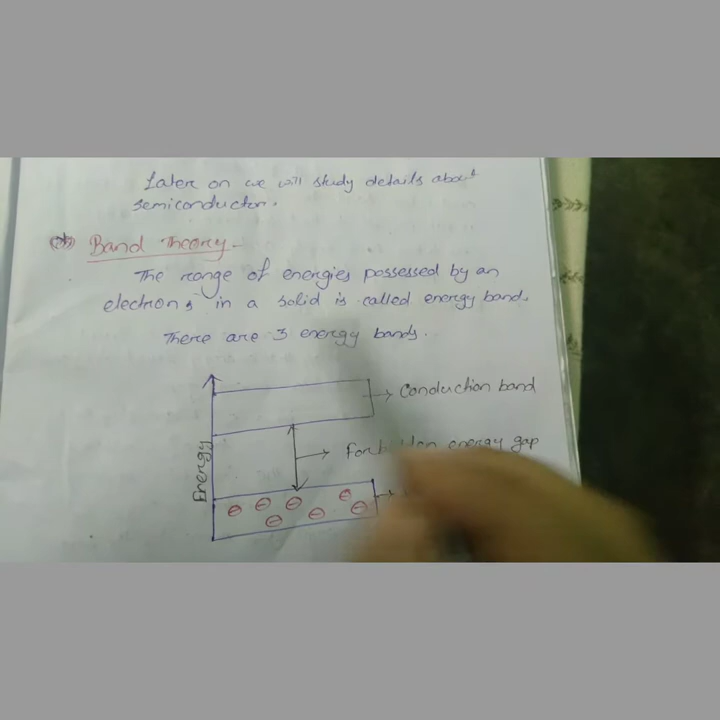 Later on we will study details about
semiconductor.
Band Theory -
The range of energies possessed by an
electrons in a solid is called energy band.
There are 3 energy bands.
Conduction band
Forbidden energy gap
Energy